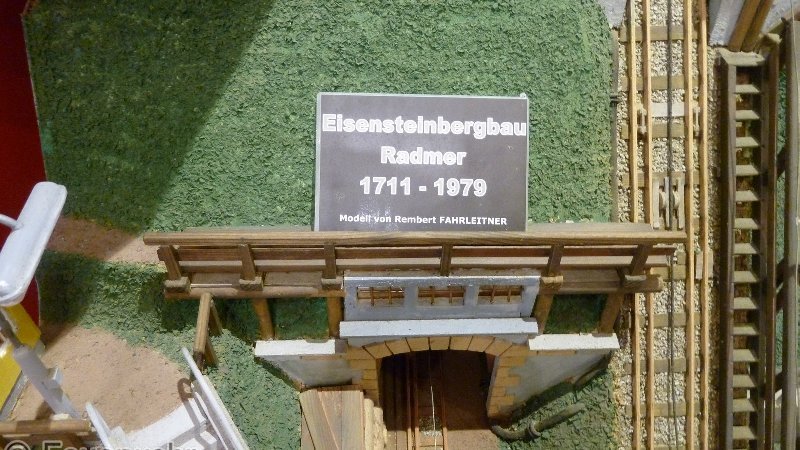 Eisensteinbergbau
Radmer
1711 - 1979
Modell von Rembert FAHRLEITNER